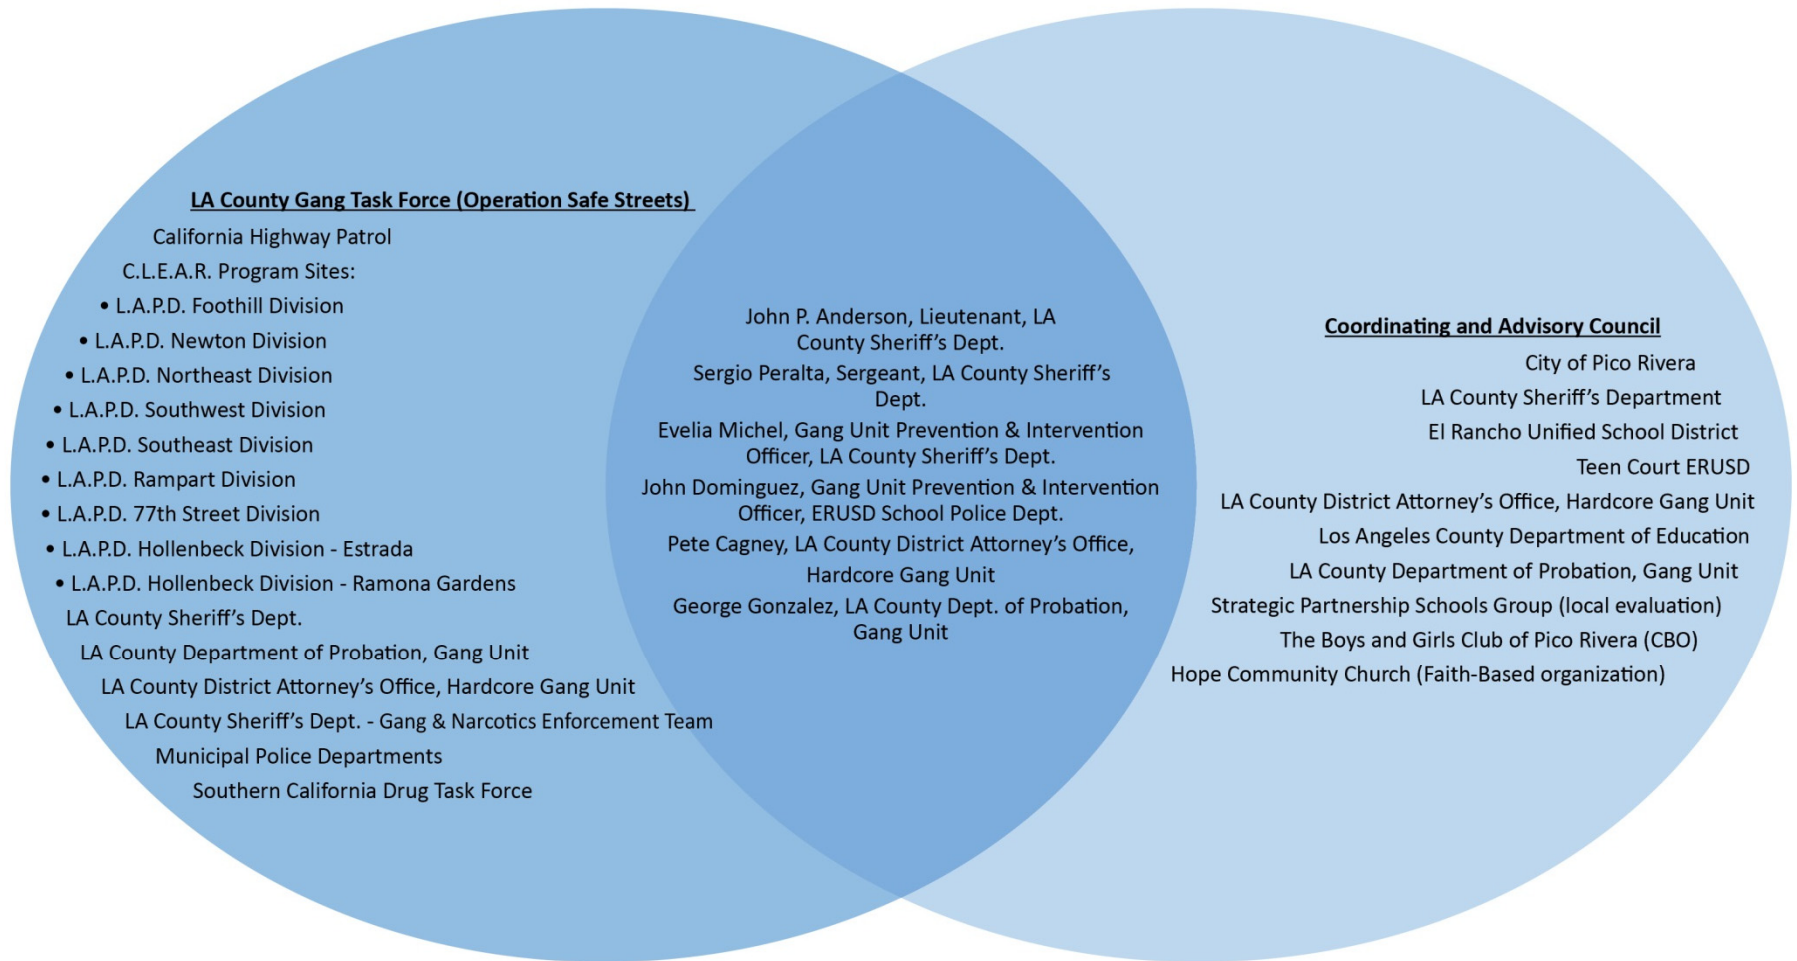 LA County Gang Task Force (Operation Safe Streets)
California Highway Patrol
C.L.E.A.R. Program Sites:
• L.A.P.D. Foothill Division
• L.A.P.D. Newton Division
• L.A.P.D. Northeast Division
• L.A.P.D. Southwest Division
• L.A.P.D. Southeast Division
• L.A.P.D. Rampart Division
• L.A.P.D. 77th Street Division
• L.A.P.D. Hollenbeck Division - Estrada
• L.A.P.D. Hollenbeck Division - Ramona Gardens
LA County Sheriff's Dept.
LA County Department of Probation, Gang Unit
LA County District Attorney's Office, Hardcore Gang Unit
LA County Sheriff's Dept. - Gang & Narcotics Enforcement Team
Municipal Police Departments
Southern California Drug Task Force
John P. Anderson, Lieutenant, LA
County Sheriff's Dept.
Sergio Peralta, Sergeant, LA County Sheriff's
Dept.
Evelia Michel, Gang Unit Prevention & Intervention
Officer, LA County Sheriff's Dept.
John Dominguez, Gang Unit Prevention & Intervention
Officer, ERUSD School Police Dept.
Pete Cagney, LA County District Attorney's Office,
Hardcore Gang Unit
George Gonzalez, LA County Dept. of Probation,
Gang Unit
Coordinating and Advisory Council
City of Pico Rivera
LA County Sheriff's Department
El Rancho Unified School District
Teen Court ERUSD
LA County District Attorney's Office, Hardcore Gang Unit
Los Angeles County Department of Education
LA County Department of Probation, Gang Unit
Strategic Partnership Schools Group (local evaluation)
The Boys and Girls Club of Pico Rivera (CBO)
Hope Community Church (Faith-Based organization)